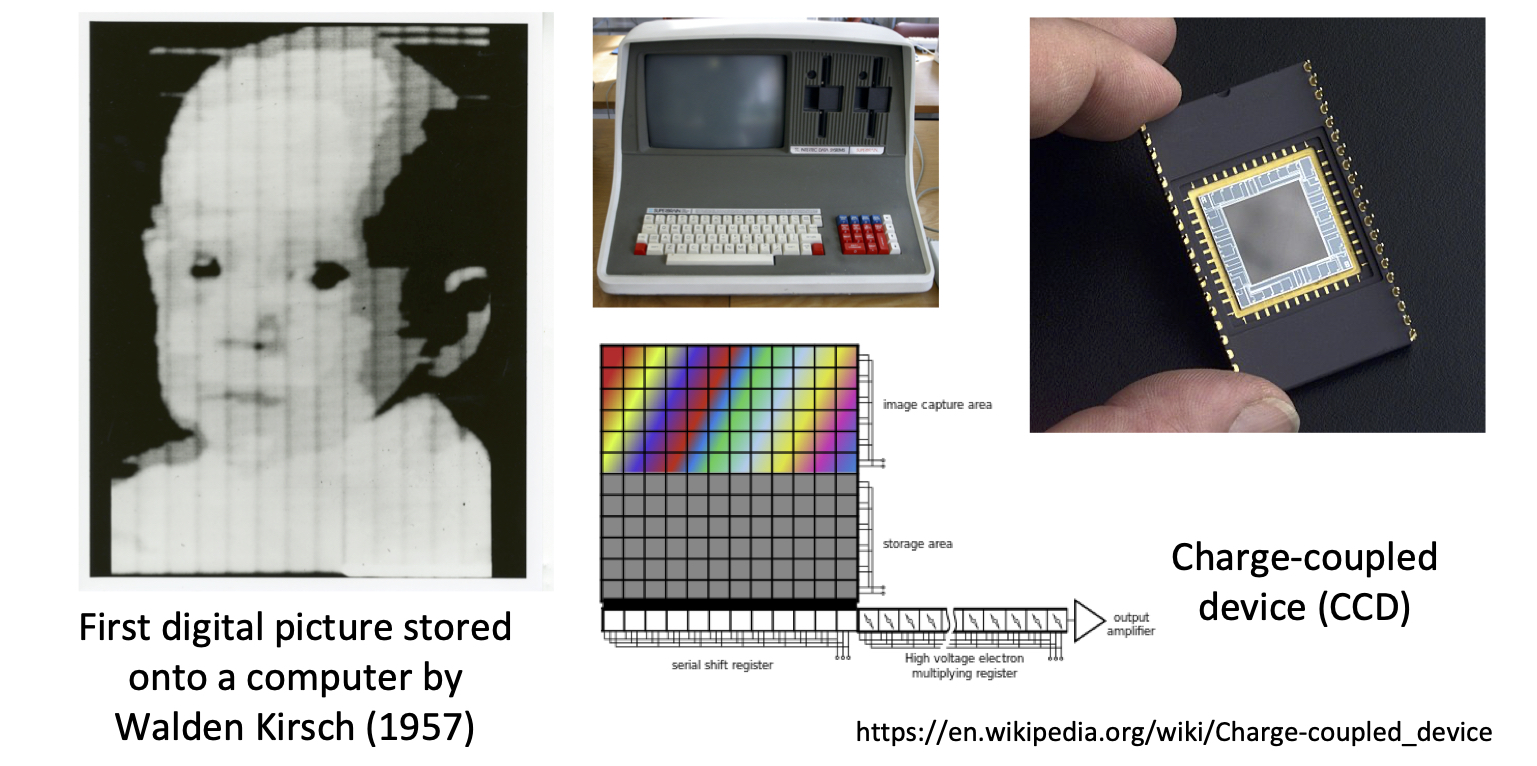 First digital picture stored
onto a computer by
Walden Kirsch (1957)
image capture area
storage area
output
amplifier
serial shift register
High voltage electron
multiplying register
Charge-coupled
device (CCD)
https://en.wikipedia.org/wiki/Charge-coupled_device